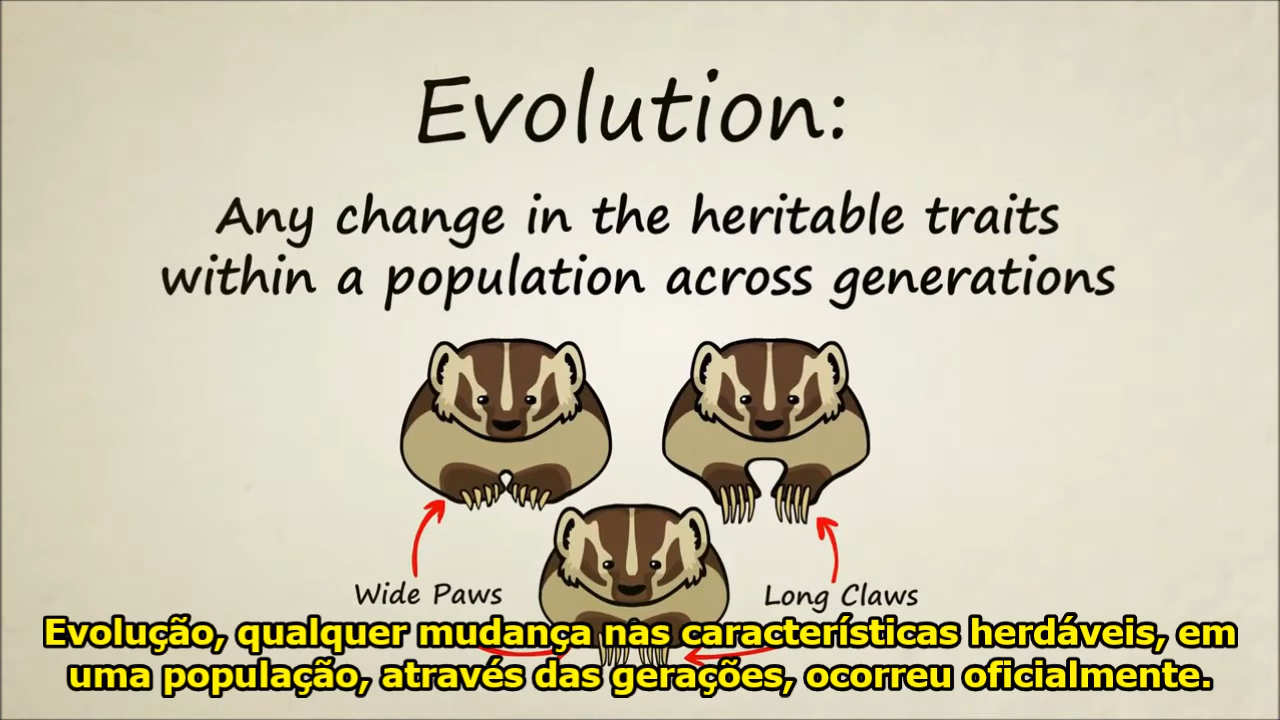 Evolution:
Any change in the heritable traits
within a population across generations
Wide Paws
Long Claws
Evolução, qualquer mudança nas características herdáveis, em
uma população, através das gerações, ocorreu oficialmente.